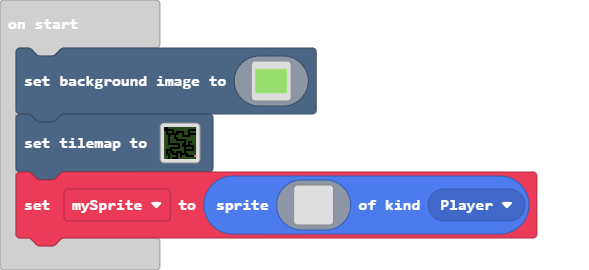 on start
set background image to
set tilemap to
set mySprite to sprite of kind Player